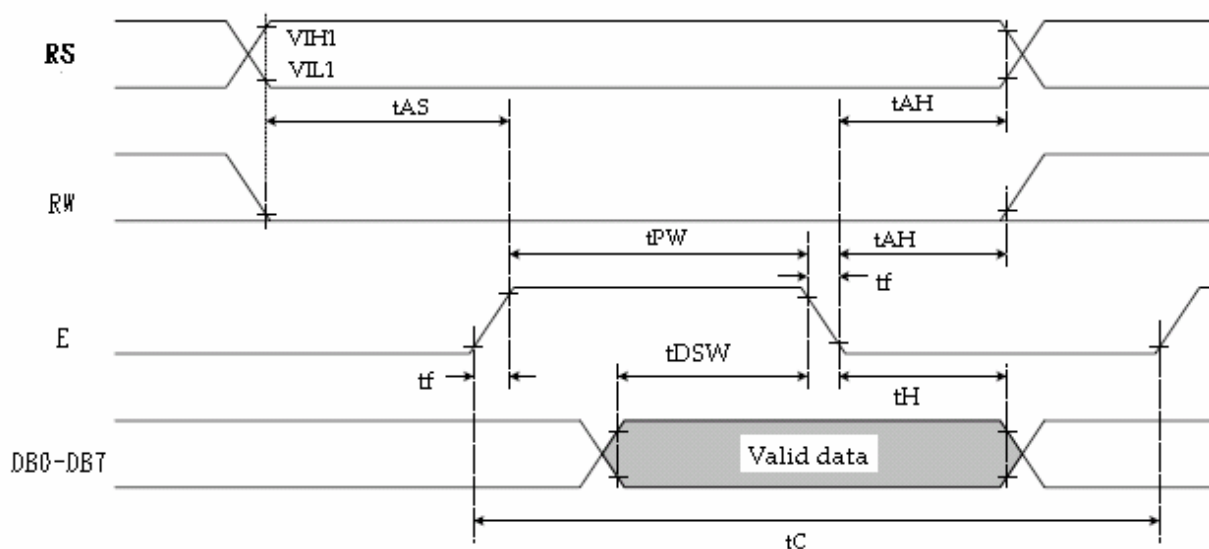 RS
VIH1
VIL1
tAS
tAH
RW
tPW
tAH
tf
E
tDSW
tf
tH
DB0-DB7
Valid data
tC